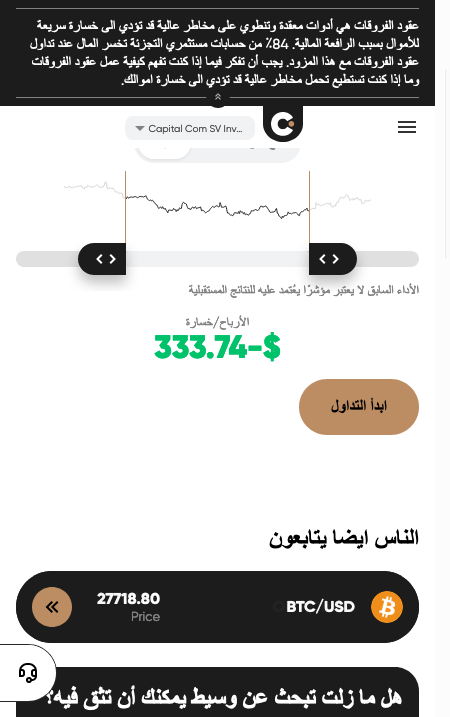 عقود الفروقات هي أدوات معقدة وتنطوي على مخاطر عالية قد تؤدي الى خسارة سريعة
للأموال بسبب الرافعة المالية. 84٪ من حسابات مستثمري التجزئة تخسر المال عند تداول
عقود الفروقات مع هذا المزود. يجب أن تفكر فيما إذا كنت تفهم كيفية عمل عقود الفروقات
وما إذا كنت تستطيع تحمل مخاطر عالية قد تؤدي الى خسارة اموالك.
Capital Com SV Inv...
الأداء السابق لا يعتبر مؤشرًا يُعتمد عليه للنتائج المستقبلية
الأرباح/خسارة
333.74-$
ابدأ التداول
الناس ايضا يتابعون
BTC/USD
27718.80
Price
هل ما زلت تبحث عن وسيط يمكنك أن تثق فيه؟